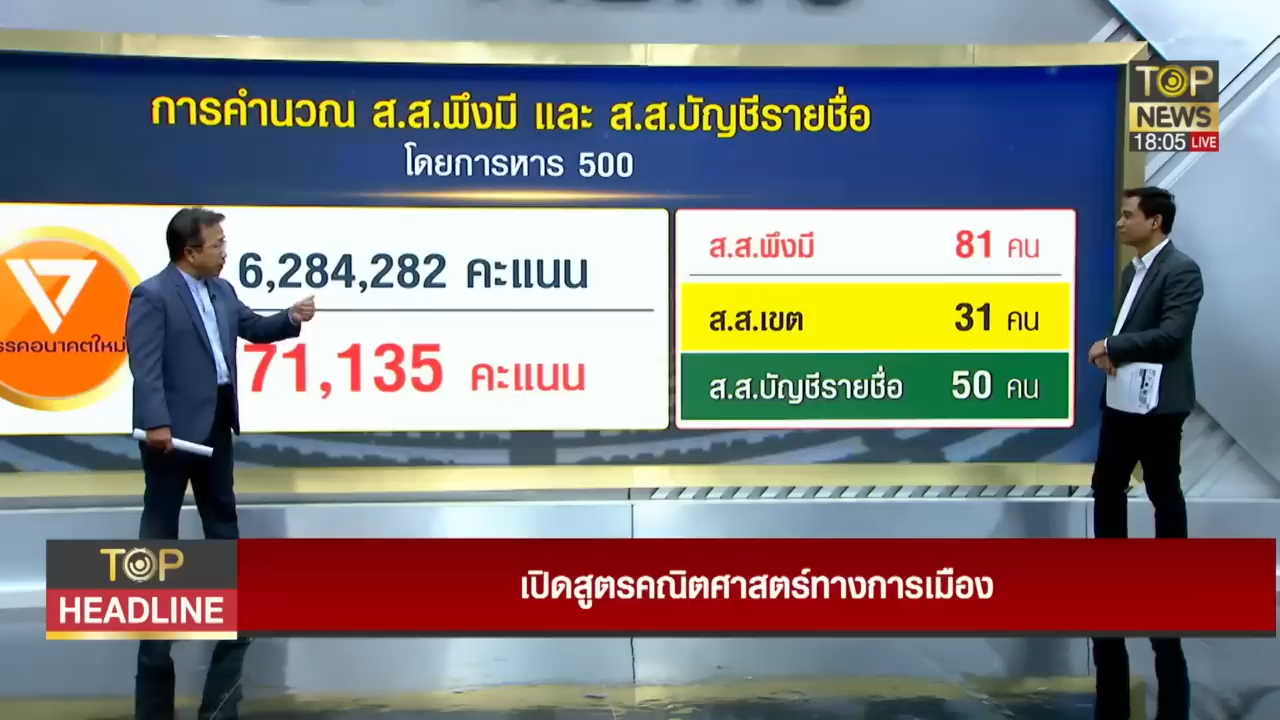 การคำนวณ ส.ส.พึงมี และ ส.ส.บัญชีรายชื่อ
โดยการหาร 500
TOP
NEWS
18:05 LIVE
6,284,282 คะแนน
71,135 คะแนน
ส.ส.พึงมี 81 คน
ส.ส.เขต 31 คน
ส.ส.บัญชีรายชื่อ 50 คน
TOP
HEADLINE
เปิดสูตรคณิตศาสตร์ทางการเมือง